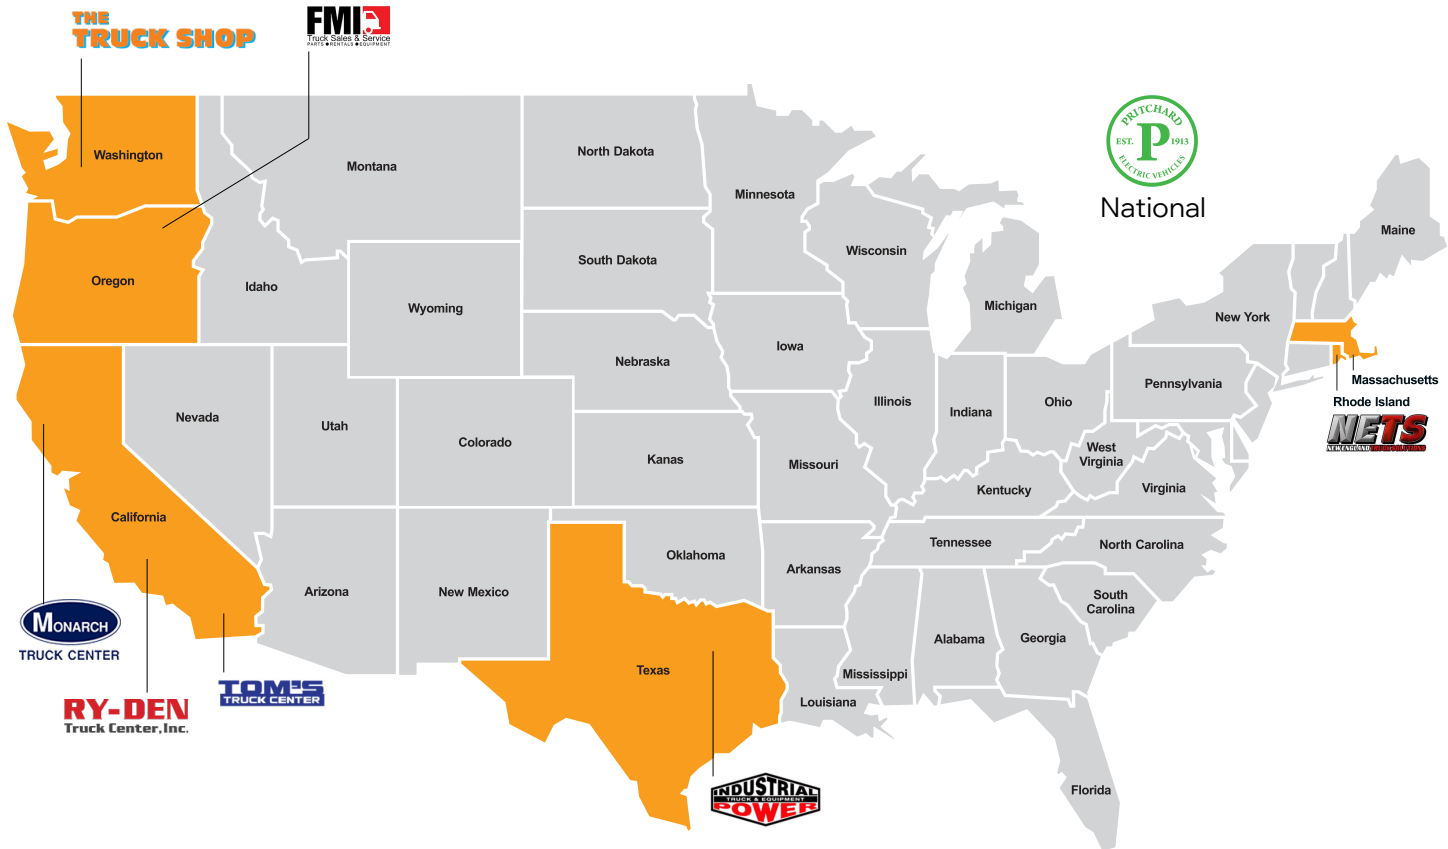 THE
TRUCK SHOP
FMI
Truck Sales & Service
PARTS ● RENTALS ● EQUIPMENT
PRITCHARD
EST. P 1913
ELECTRIC VEHICLES
National
Washington
Montana
North Dakota
Minnesota
Maine
Wisconsin
South Dakota
Oregon
Idaho
Wyoming
Michigan
New York
Iowa
Nebraska
Massachusetts
Pennsylvania
Rhode Island
NETS
NEW ENGLAND TRUCK SOLUTIONS
Illinois
Ohio
Indiana
Nevada
Utah
Colorado
West
Virginia
Kanas
Missouri
Kentucky
Virginia
California
Tennessee
North Carolina
Oklahoma
Arkansas
Arizona
New Mexico
South
Carolina
Alabama
Georgia
MONARCH
TRUCK CENTER
Texas
Mississippi
Louisiana
TOM'S
TRUCK CENTER
RY-DEN
Truck Center, Inc.
INDUSTRIAL
TRUCK & EQUIPMENT
POWER
Florida